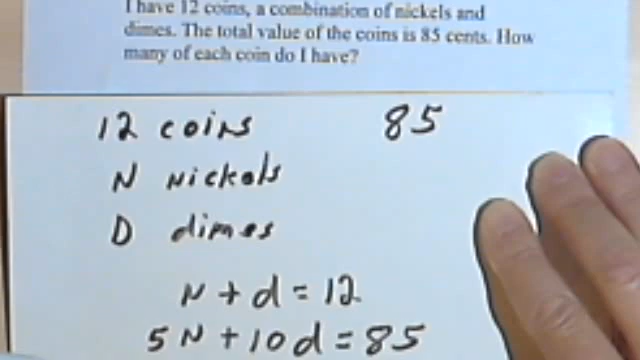 I have 12 coins, a combination of nickels and
dimes. The total value of the coins is 85 cents. How
many of each coin do I have?
12 coins 85
N nickels
D dimes
N + d = 12
5N + 10d = 85